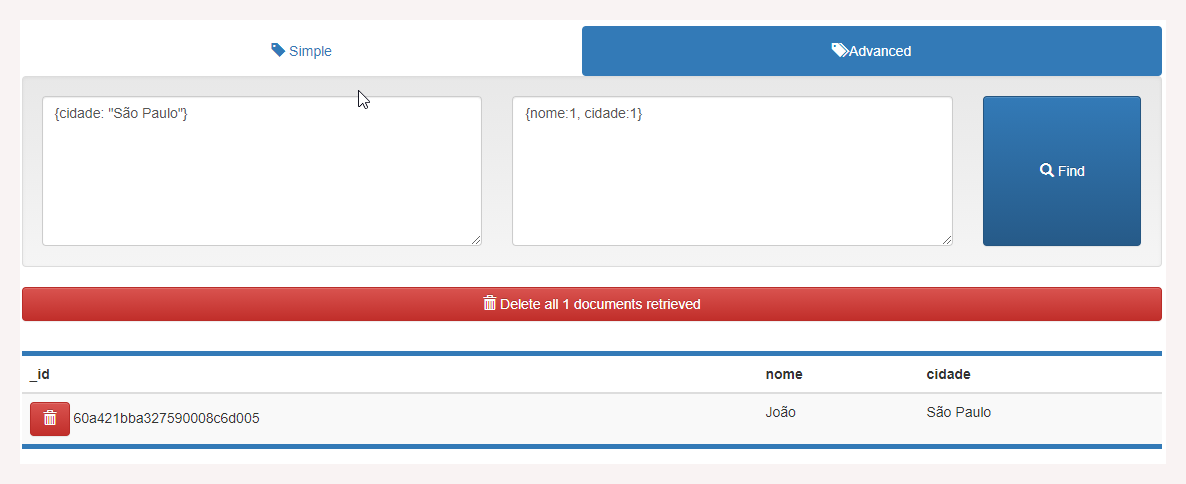 Simple
Advanced
{cidade: "São Paulo"}
{nome:1, cidade:1}
Find
Delete all 1 documents retrieved
_id nome cidade
60a421bba327590008c6d005 João São Paulo